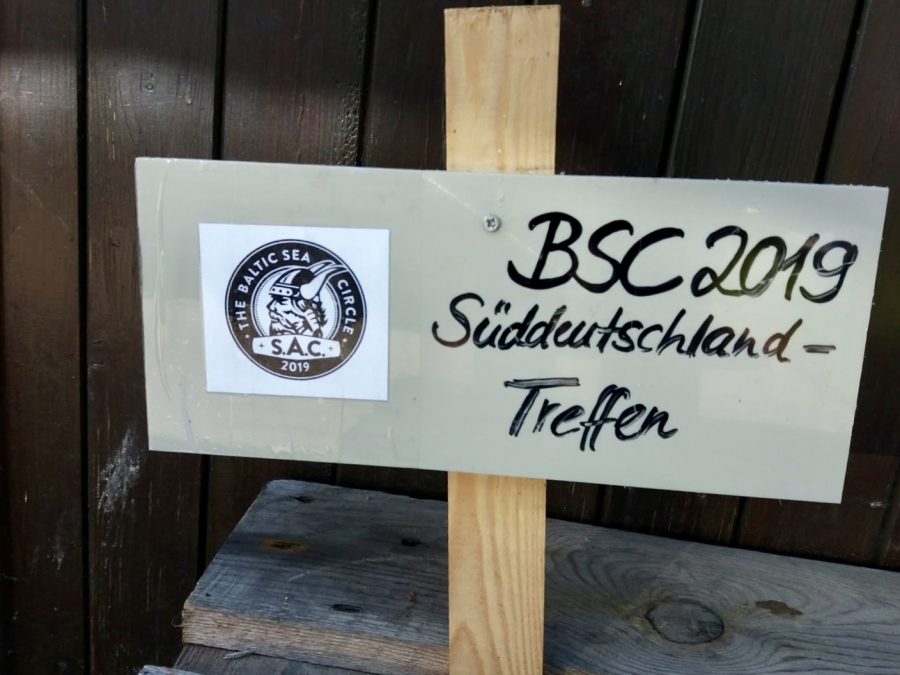 THE BALTIC SEA CIRCLE
S.A.C.
2019
BSC 2019
Süddeutschland-
Treffen